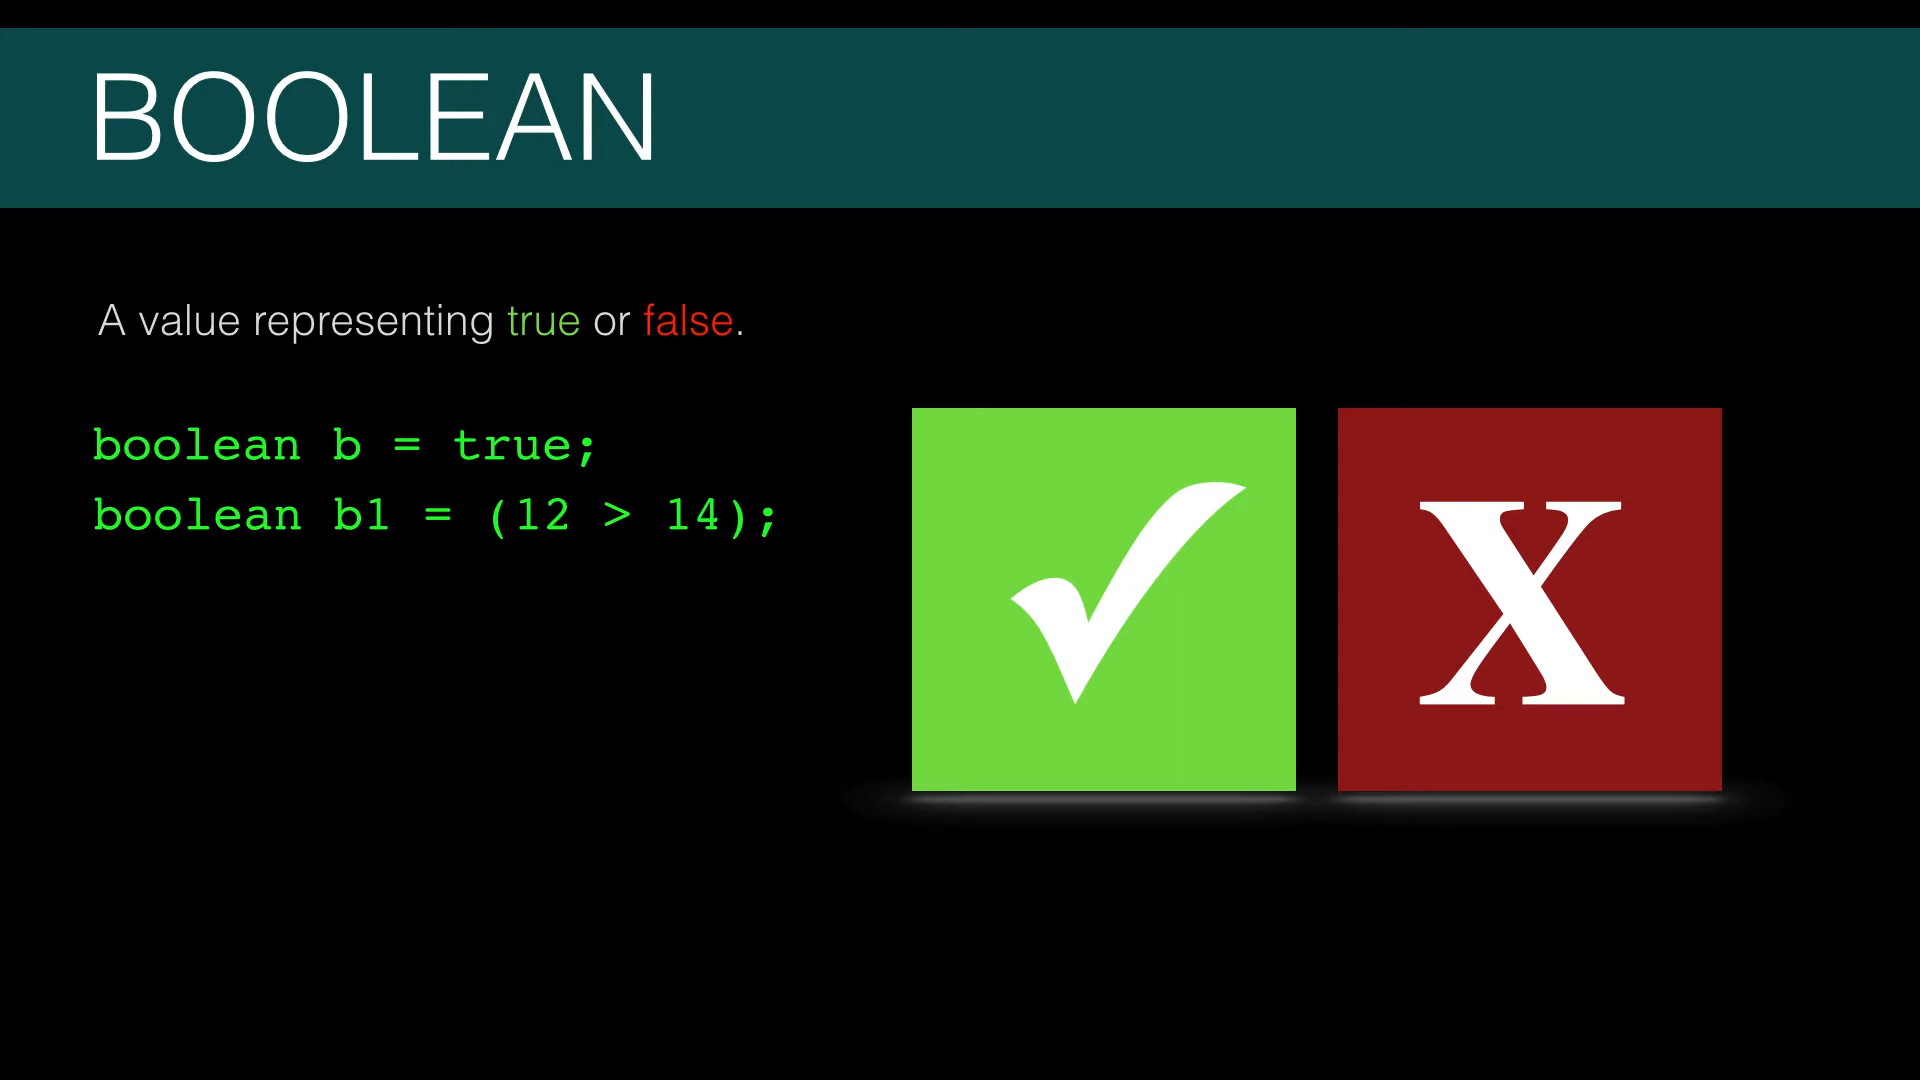 BOOLEAN
A value representing true or false.
boolean b = true;
boolean b1 = (12 > 14);
X